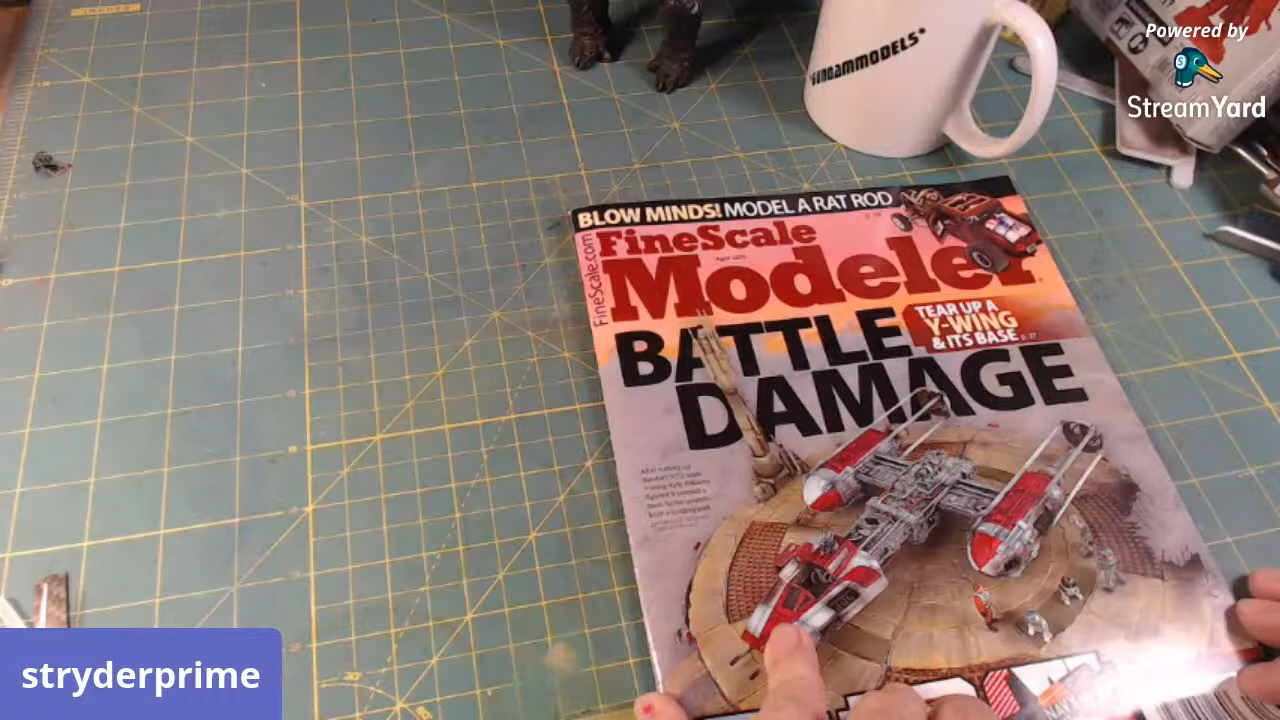 Powered by
StreamYard
*GUNDAMMODELS*
BLOW MINDS! MODEL A RAT ROD
FineScale.com
FineScale
Modeler
BATTLE
DAMAGE
TEAR UP A
Y-WING
& ITS BASE
stryderprime